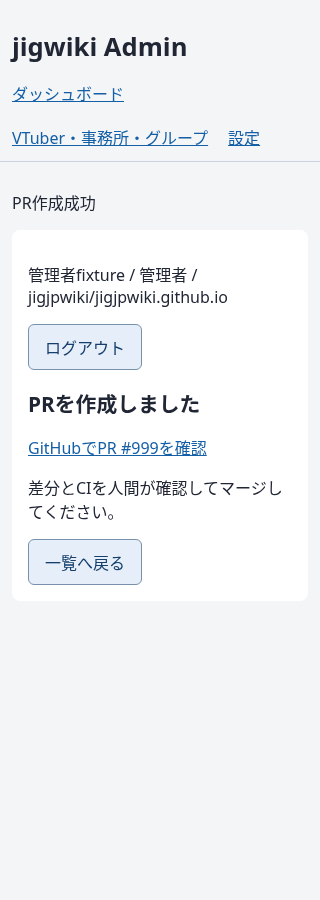 jigwiki Admin
ダッシュボード
VTuber・事務所・グループ 設定
PR作成成功
管理者fixture / 管理者 /
jigjpwiki/jigjpwiki.github.io
ログアウト
PRを作成しました
GitHubでPR #999を確認
差分とCIを人間が確認してマージし
てください。
一覧へ戻る